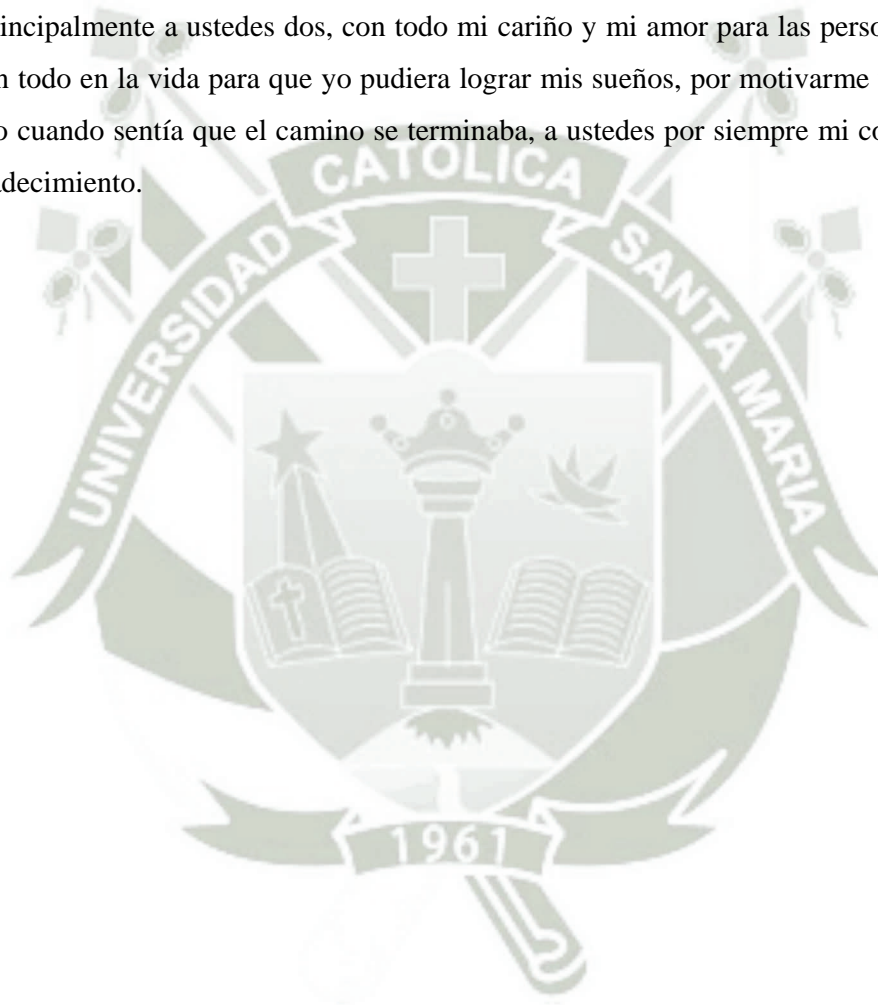 incipalmente a ustedes dos, con todo mi cariño y mi amor para las perso
n todo en la vida para que yo pudiera lograr mis sueños, por motivarme
o cuando sentía que el camino se terminaba, a ustedes por siempre mi co
adecimiento.
UNIVERSIDAD CATÓLICA SANTA MARIA
1961